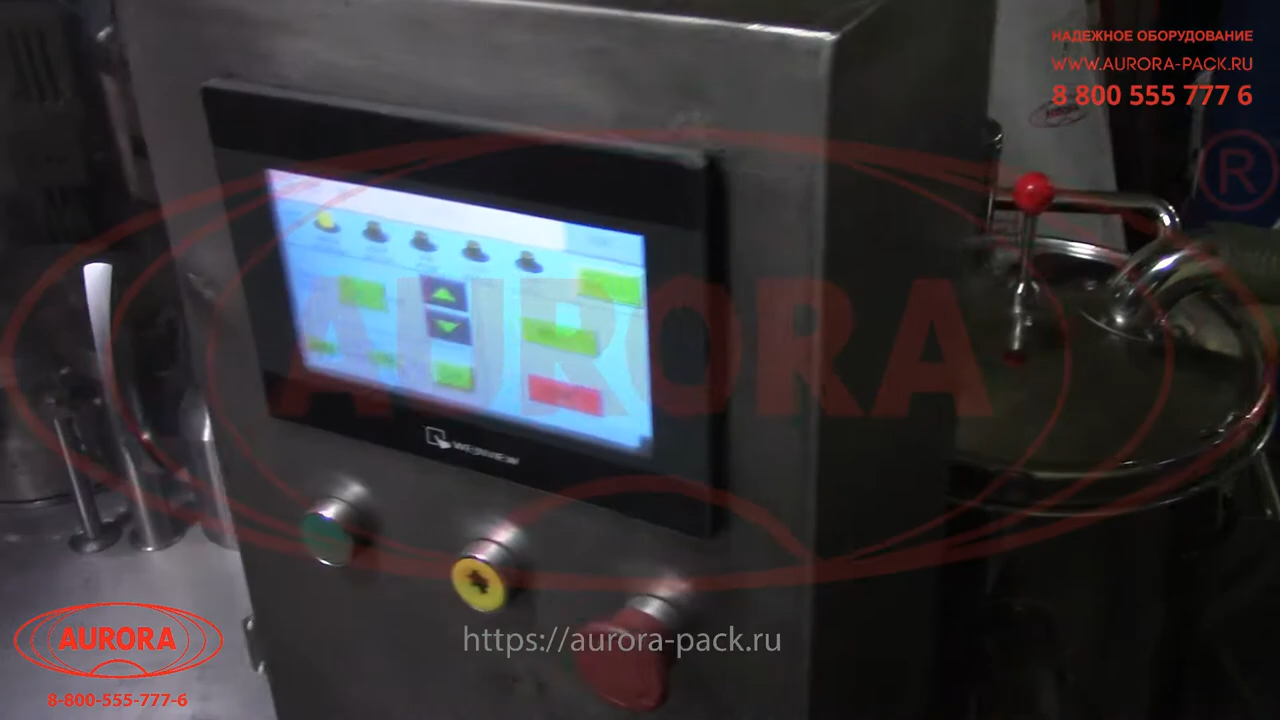 НАДЕЖНОЕ ОБОРУДОВАНИЕ
WWW.AURORA-PACK.RU
8 800 555 777 6
®
AURORA
WEINVIEW
https://aurora-pack.ru
AURORA
8-800-555-777-6